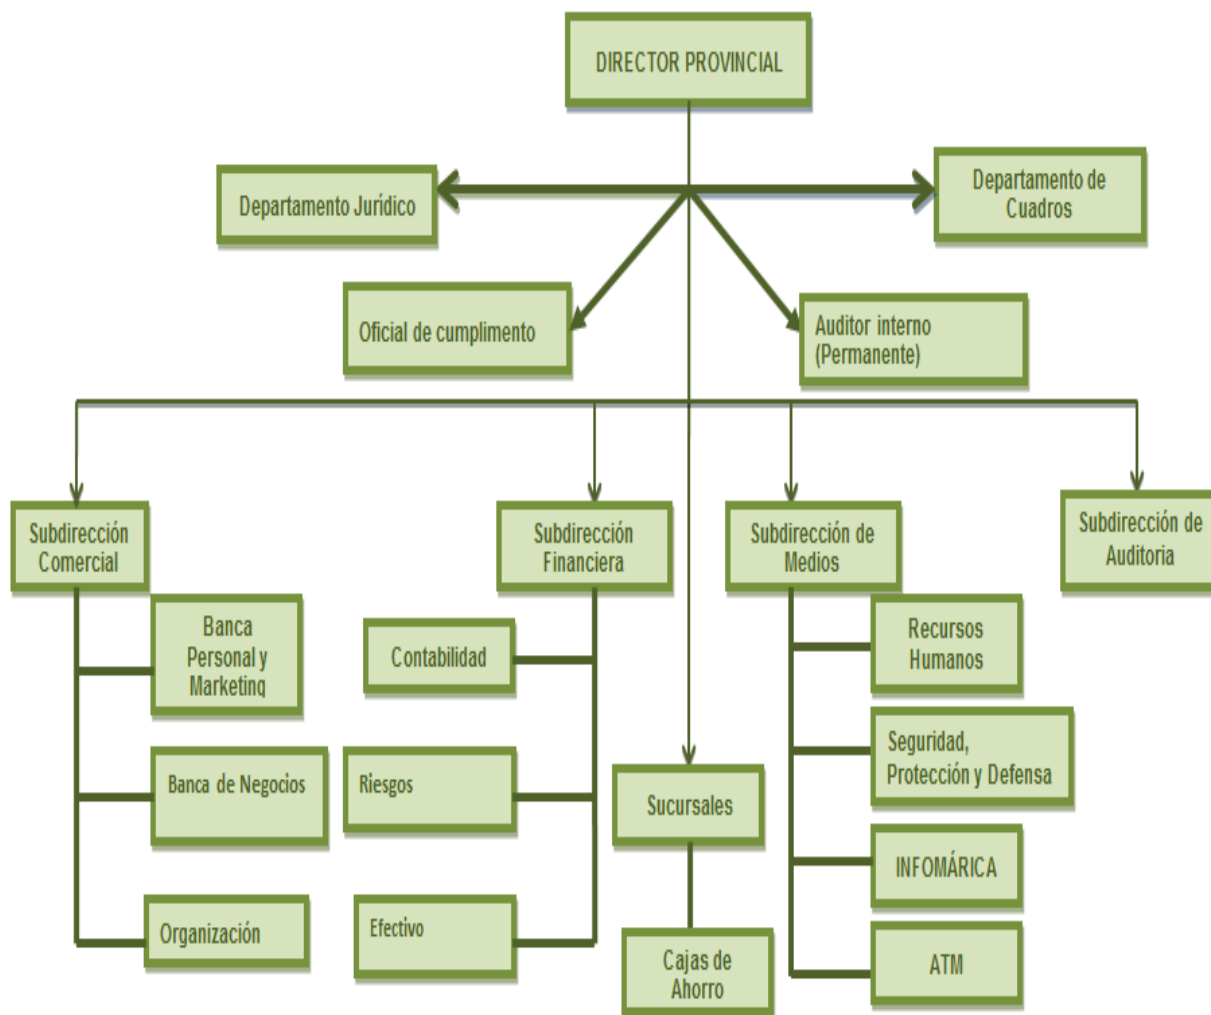 DIRECTOR PROVINCIAL
Departamento Jurídico
Departamento de
Cuadros
Oficial de cumplimento
Auditor interno
(Permanente)
Subdirección
Comercial
Subdirección
Financiera
Subdirección de
Medios
Subdirección de
Auditoria
Banca
Personal y
Marketing
Contabilidad
Recursos
Humanos
Banca de Negocios
Riesgos
Sucursales
Seguridad,
Protección y Defensa
INFOMÁRICA
Organización
Efectivo
Cajas de
Ahorro
ATM